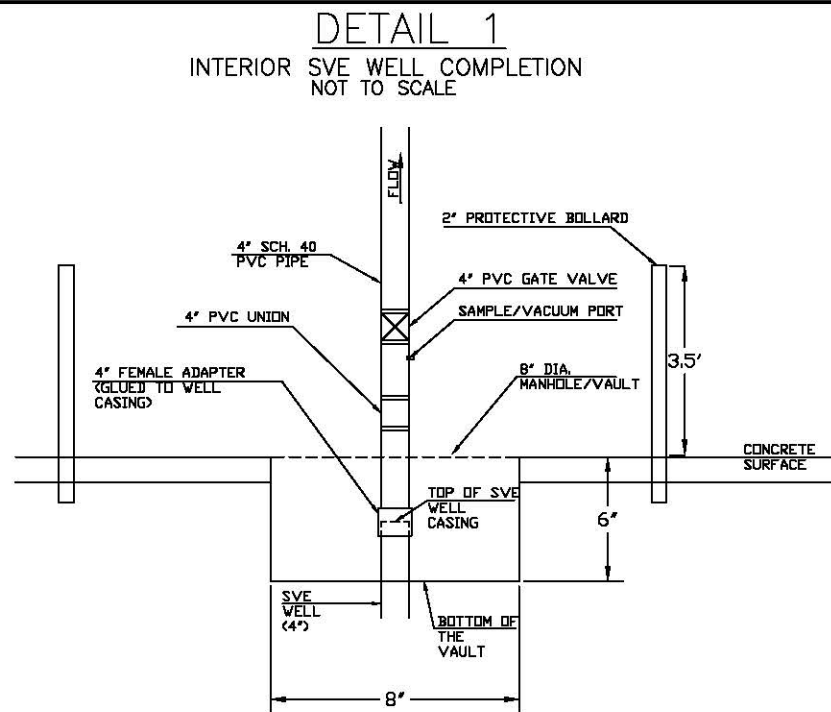 DETAIL 1
INTERIOR SVE WELL COMPLETION
NOT TO SCALE
FLOW
2" PROTECTIVE BOLLARD
4" SCH. 40
PVC PIPE
4" PVC GATE VALVE
4" PVC UNION
SAMPLE/VACUUM PORT
3.5'
4" FEMALE ADAPTER
(GLUED TO WELL
CASING)
8" DIA.
MANHOLE/VAULT
CONCRETE
SURFACE
TOP OF SVE
WELL
CASING
6"
SVE
WELL
(4")
BOTTOM OF
THE
VAULT
8"